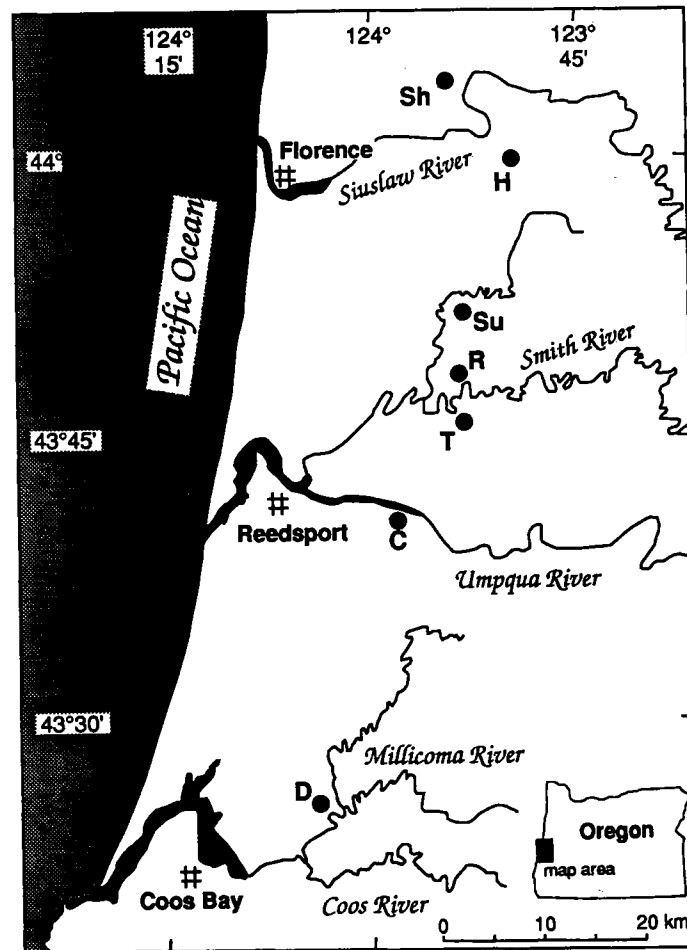 124°
15'
124°
123°
45'
Sh
44°
Florence
Siuslaw River
H
Pacific Ocean
Su
R
Smith River
T
43°45'
Reedsport
C
Umpqua River
43°30'
Millicoma River
D
Oregon
map area
Coos Bay
Coos River
0 10 20 km